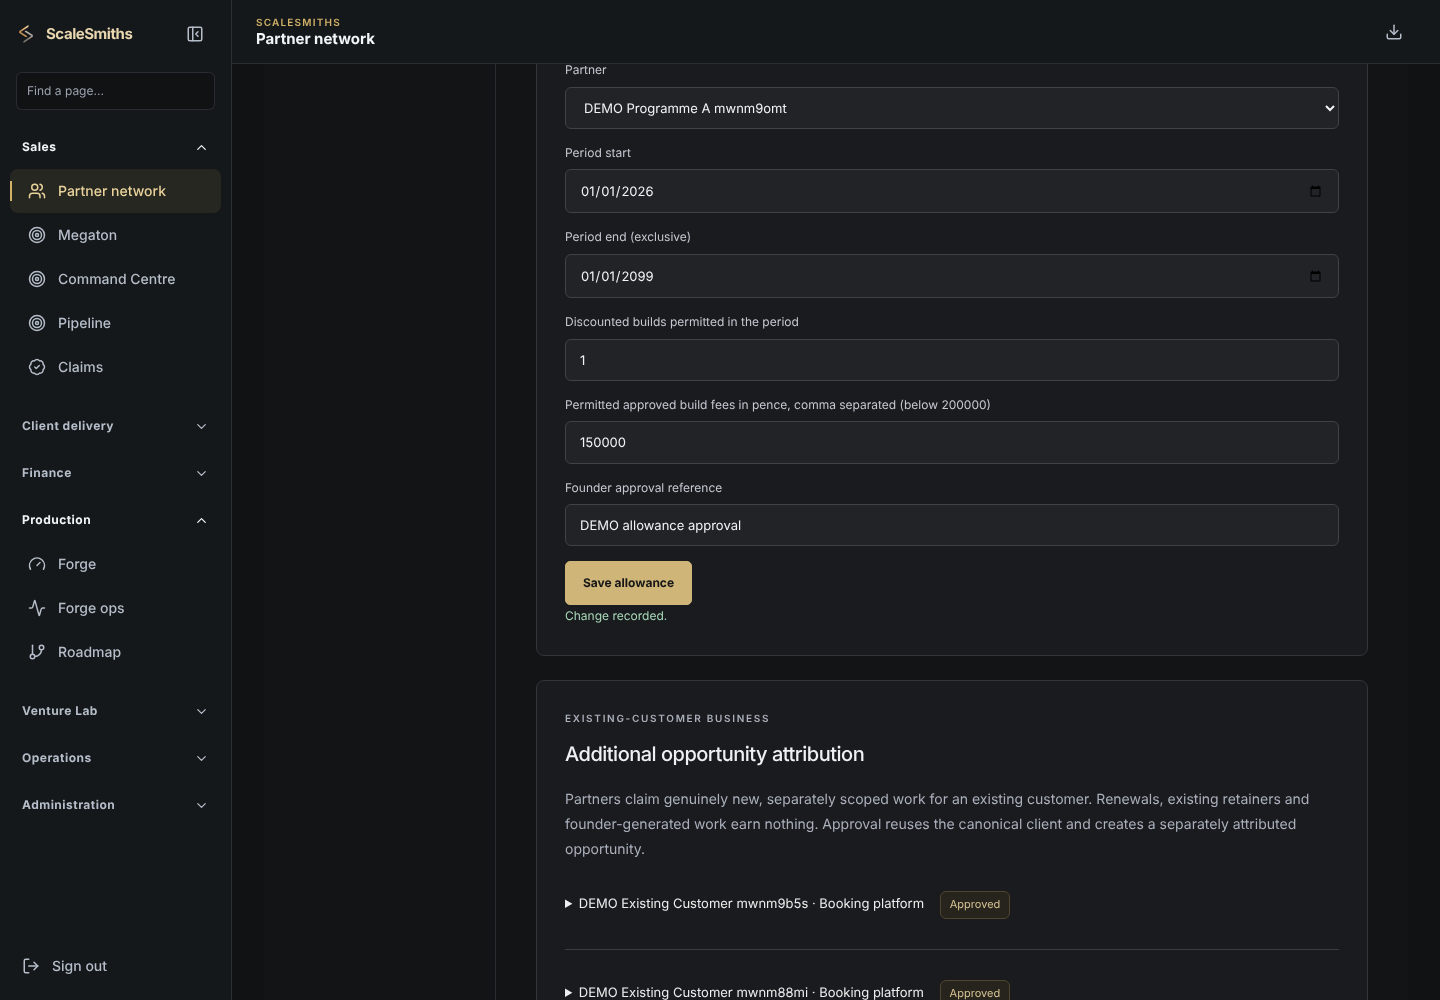 ScaleSmiths
Find a page...
Sales
Partner network
Megaton
Command Centre
Pipeline
Claims
Client delivery
Finance
Production
Forge
Forge ops
Roadmap
Venture Lab
Operations
Administration
Sign out
SCALESMITHS
Partner network
Partner
DEMO Programme A mwnm9omt
Period start
01/01/2026
Period end (exclusive)
01/01/2099
Discounted builds permitted in the period
1
Permitted approved build fees in pence, comma separated (below 200000)
150000
Founder approval reference
DEMO allowance approval
Save allowance
Change recorded.
EXISTING-CUSTOMER BUSINESS
Additional opportunity attribution
Partners claim genuinely new, separately scoped work for an existing customer. Renewals, existing retainers and
founder-generated work earn nothing. Approval reuses the canonical client and creates a separately attributed
opportunity.
DEMO Existing Customer mwnm9b5s · Booking platform Approved
DEMO Existing Customer mwnm88mi · Booking platform Approved